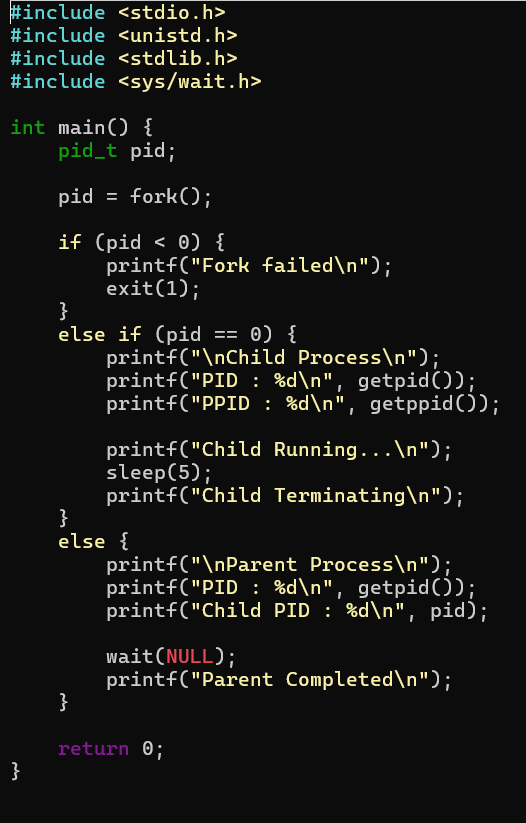 #include <stdio.h>
#include <unistd.h>
#include <stdlib.h>
#include <sys/wait.h>

int main() {
    pid_t pid;

    pid = fork();

    if (pid < 0) {
        printf("Fork failed\n");
        exit(1);
    }
    else if (pid == 0) {
        printf("\nChild Process\n");
        printf("PID : %d\n", getpid());
        printf("PPID : %d\n", getppid());

        printf("Child Running...\n");
        sleep(5);
        printf("Child Terminating\n");
    }
    else {
        printf("\nParent Process\n");
        printf("PID : %d\n", getpid());
        printf("Child PID : %d\n", pid);

        wait(NULL);
        printf("Parent Completed\n");
    }

    return 0;
}